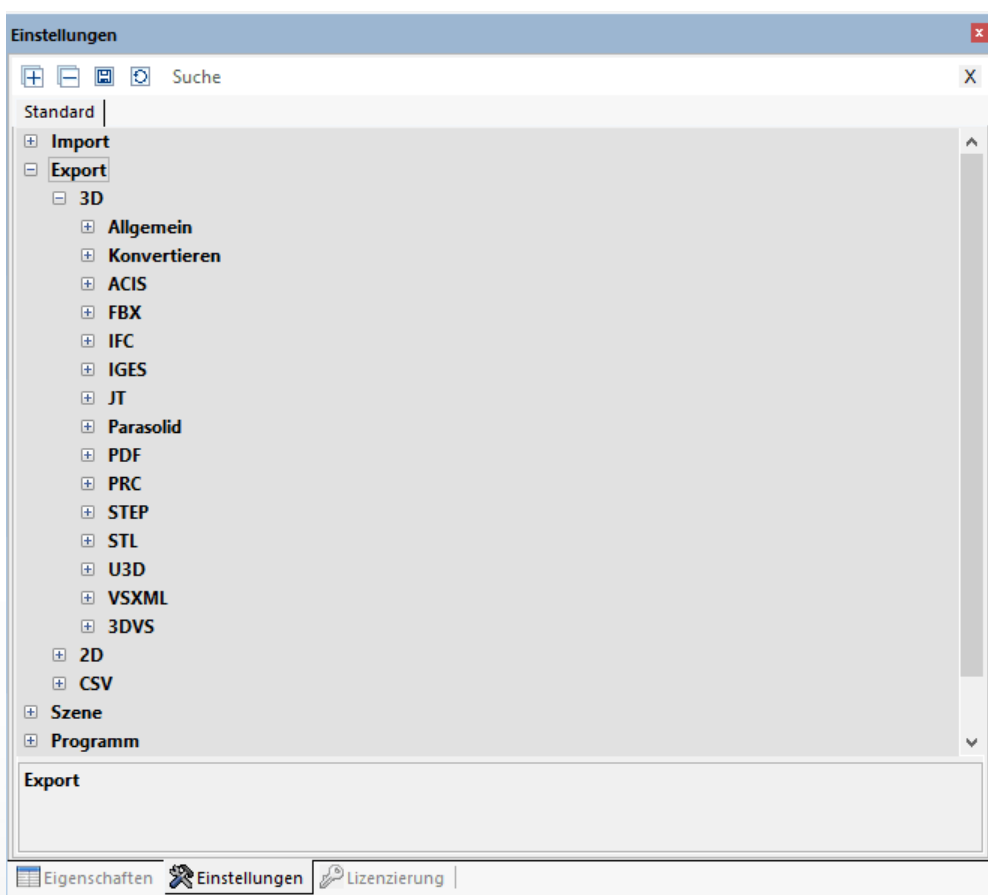 Einstellungen
Suche X
Standard
Import
Export
3D
Allgemein
Konvertieren
ACIS
FBX
IFC
IGES
JT
Parasolid
PDF
PRC
STEP
STL
U3D
VSXML
3DVS
2D
CSV
Szene
Programm
Export
Eigenschaften Einstellungen Lizenzierung